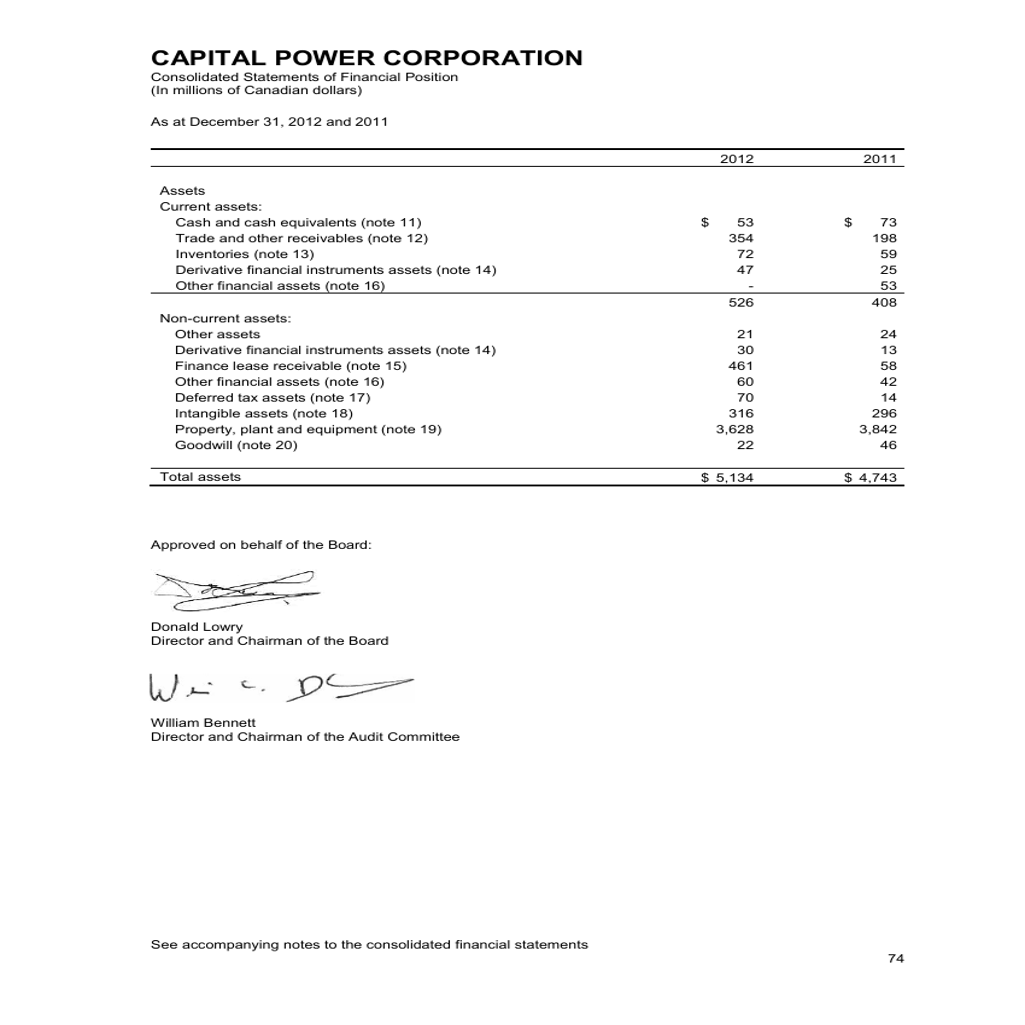 CAPITAL POWER CORPORATION
Consolidated Statements of Financial Position
(In millions of Canadian dollars)
As at December 31, 2012 and 2011
2012 2011
Assets
Current assets:
Cash and cash equivalents (note 11) $ 53 $ 73
Trade and other receivables (note 12) 354 198
Inventories (note 13) 72 59
Derivative financial instruments assets (note 14) 47 25
Other financial assets (note 16) - 53
526 408
Non-current assets:
Other assets 21 24
Derivative financial instruments assets (note 14) 30 13
Finance lease receivable (note 15) 461 58
Other financial assets (note 16) 60 42
Deferred tax assets (note 17) 70 14
Intangible assets (note 18) 316 296
Property, plant and equipment (note 19) 3,628 3,842
Goodwill (note 20) 22 46
Total assets $ 5,134 $ 4,743
Approved on behalf of the Board:
Donald Lowry
Director and Chairman of the Board
William Bennett
Director and Chairman of the Audit Committee
See accompanying notes to the consolidated financial statements
74